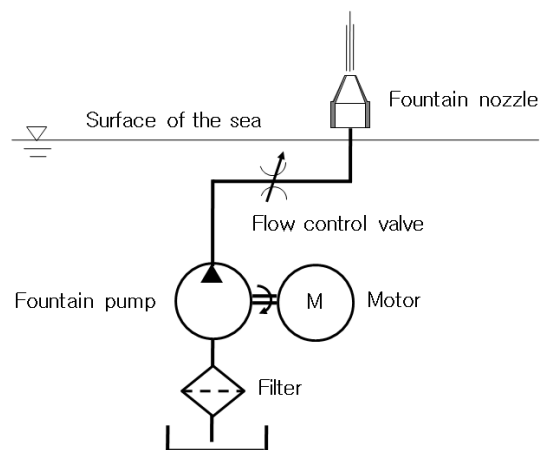 Fountain nozzle
Surface of the sea
Flow control valve
Fountain pump
M
Motor
Filter